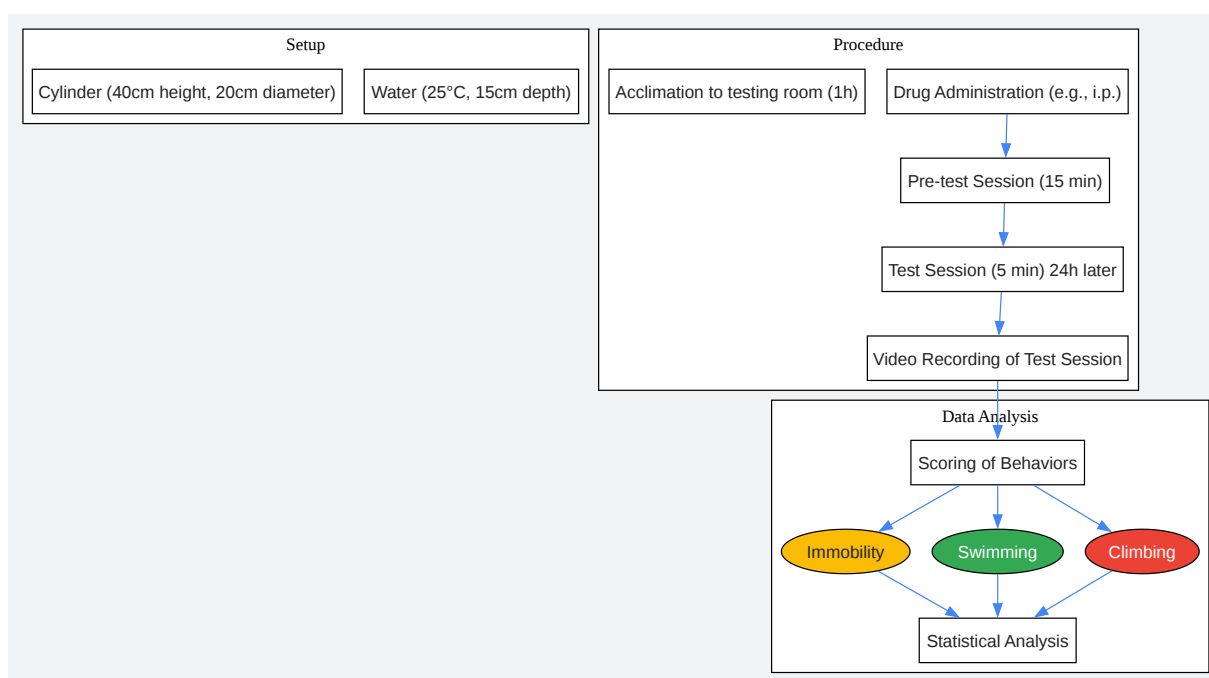 Setup
Cylinder (40cm height, 20cm diameter)
Water (25°C, 15cm depth)
Procedure
Acclimation to testing room (1h)
Drug Administration (e.g., i.p.)
Pre-test Session (15 min)
Test Session (5 min) 24h later
Video Recording of Test Session
Data Analysis
Scoring of Behaviors
Immobility
Swimming
Climbing
Statistical Analysis